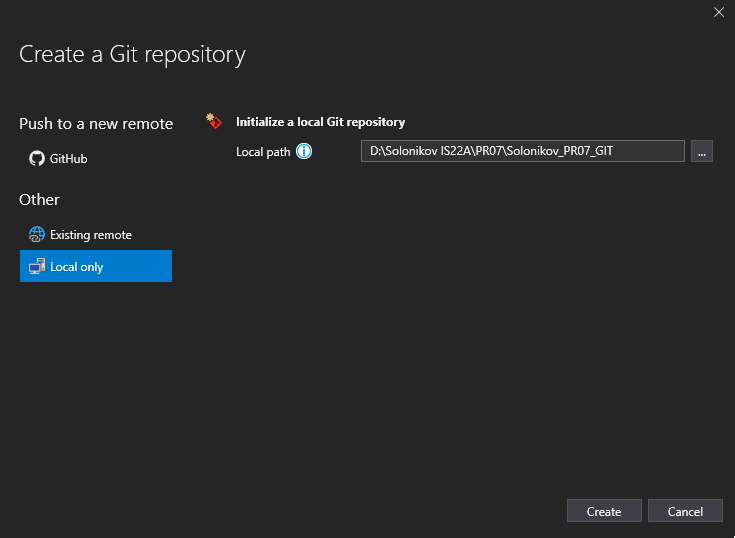 Create a Git repository
Push to a new remote
GitHub
Other
Existing remote
Local only
Initialize a local Git repository
Local path
D:\Solonikov IS22A\PR07\Solonikov_PR07_GIT
...
Create
Cancel